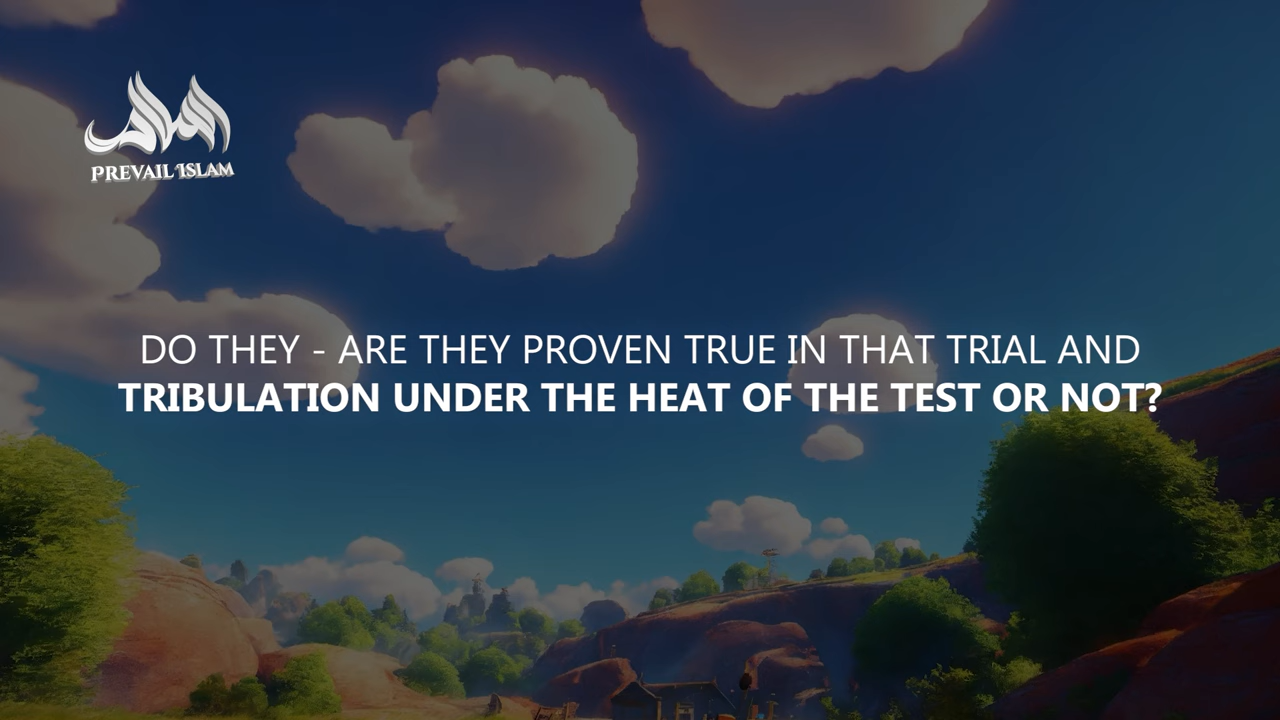 PREVAIL ISLAM
DO THEY - ARE THEY PROVEN TRUE IN THAT TRIAL AND
TRIBULATION UNDER THE HEAT OF THE TEST OR NOT?